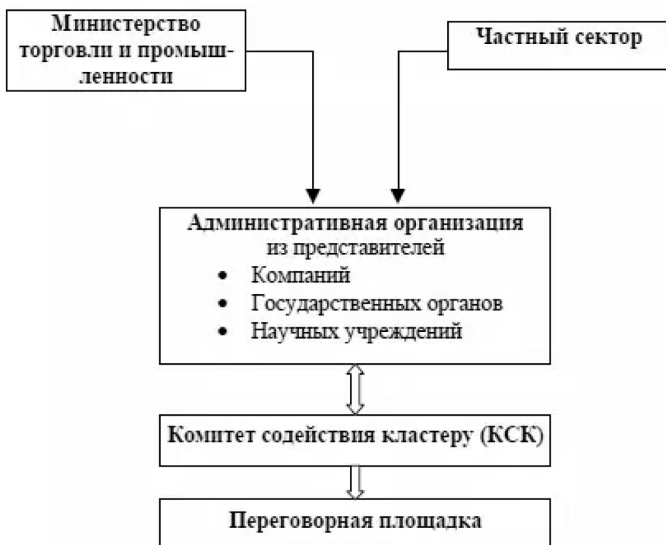 Министерство
торговли и промыш-
ленности
Частный сектор
Административная организация
из представителей
• Компаний
• Государственных органов
• Научных учреждений
Комитет содействия кластеру (КСК)
Переговорная площадка